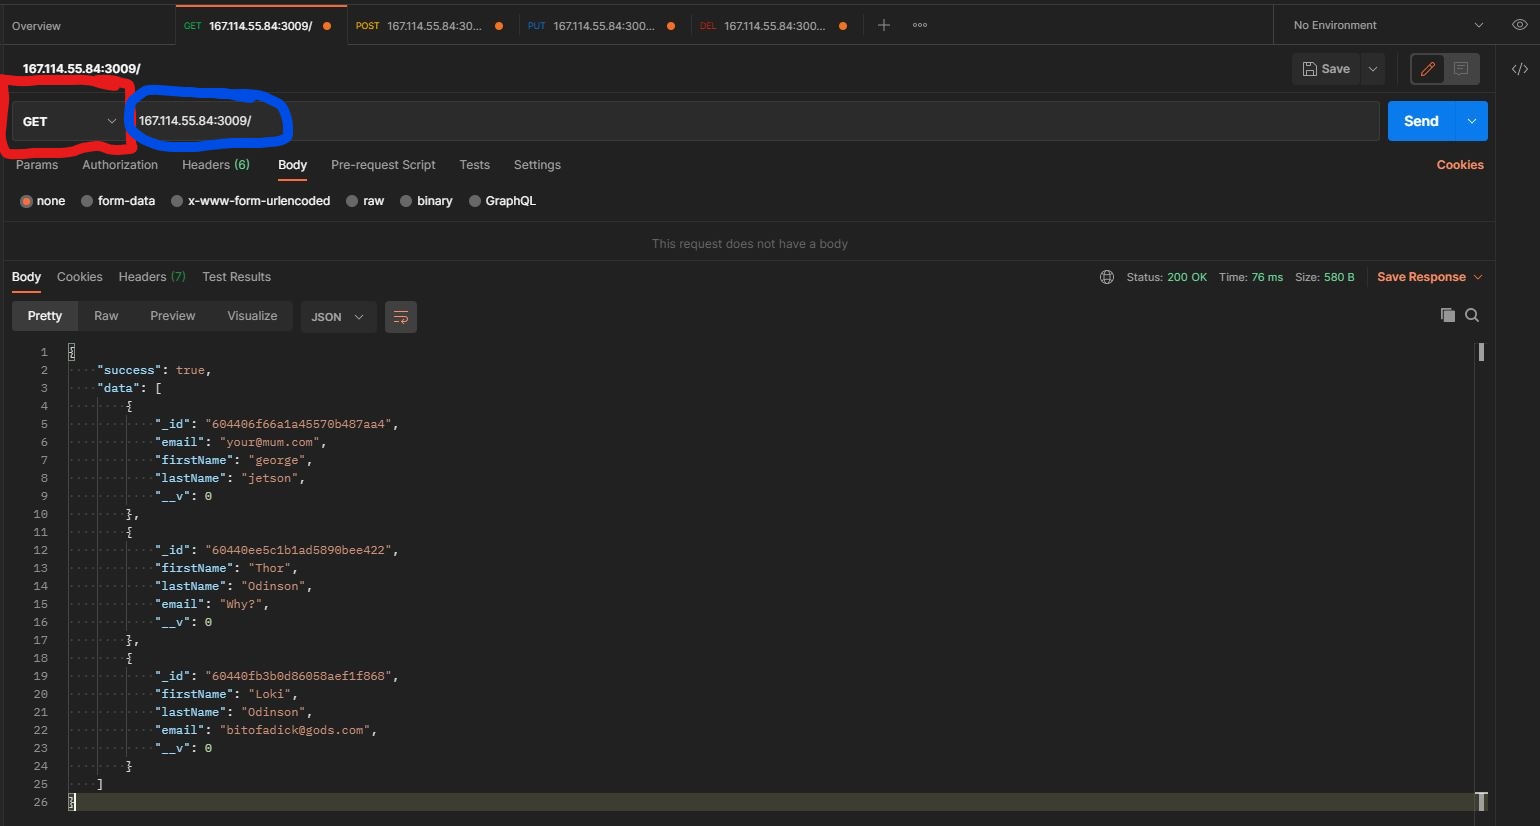 Overview GET 167.114.55.84:3009/ POST 167.114.55.84:30... PUT 167.114.55.84:300... DEL 167.114.55.84:300... No Environment
167.114.55.84:3009/ Save
GET 167.114.55.84:3009/ Send
Params Authorization Headers (6) Body Pre-request Script Tests Settings Cookies
none form-data x-www-form-urlencoded raw binary GraphQL
This request does not have a body
Body Cookies Headers (7) Test Results Status: 200 OK Time: 76 ms Size: 580 B Save Response
Pretty Raw Preview Visualize JSON
1 {
2 "success": true,
3 "data": [
4 {
5 "_id": "604406f66a1a45570b487aa4",
6 "email": "your@mum.com",
7 "firstName": "george",
8 "lastName": "jetson",
9 "__v": 0
10 },
11 {
12 "_id": "60440ee5c1b1ad5890bee422",
13 "firstName": "Thor",
14 "lastName": "Odinson",
15 "email": "Why?",
16 "__v": 0
17 },
18 {
19 "_id": "60440fb3b0d86058aef1f868",
20 "firstName": "Loki",
21 "lastName": "Odinson",
22 "email": "bitofadick@gods.com",
23 "__v": 0
24 }
25 ]
26 }